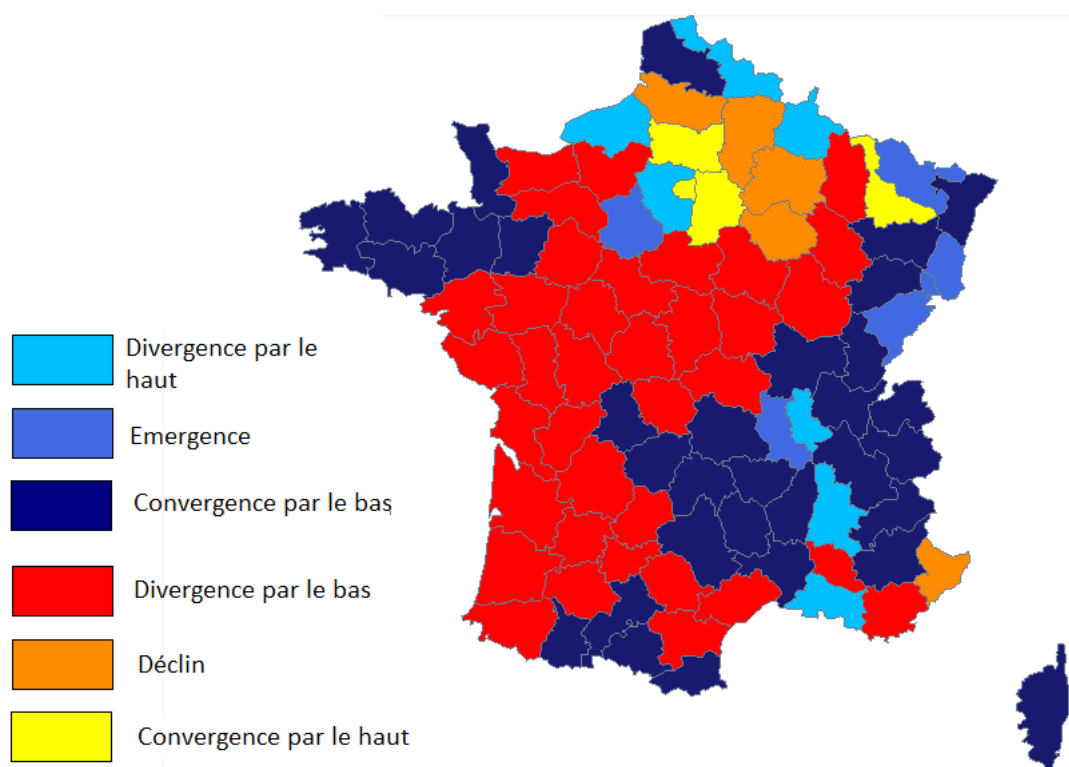 Divergence par le
haut
Emergence
Convergence par le bas
Divergence par le bas
Déclin
Convergence par le haut